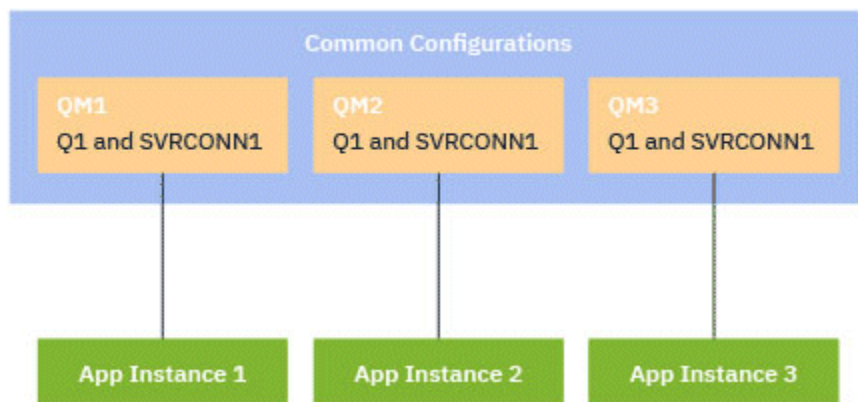 Common Configurations
QM1
Q1 and SVRCONN1
QM2
Q1 and SVRCONN1
QM3
Q1 and SVRCONN1
App Instance 1
App Instance 2
App Instance 3